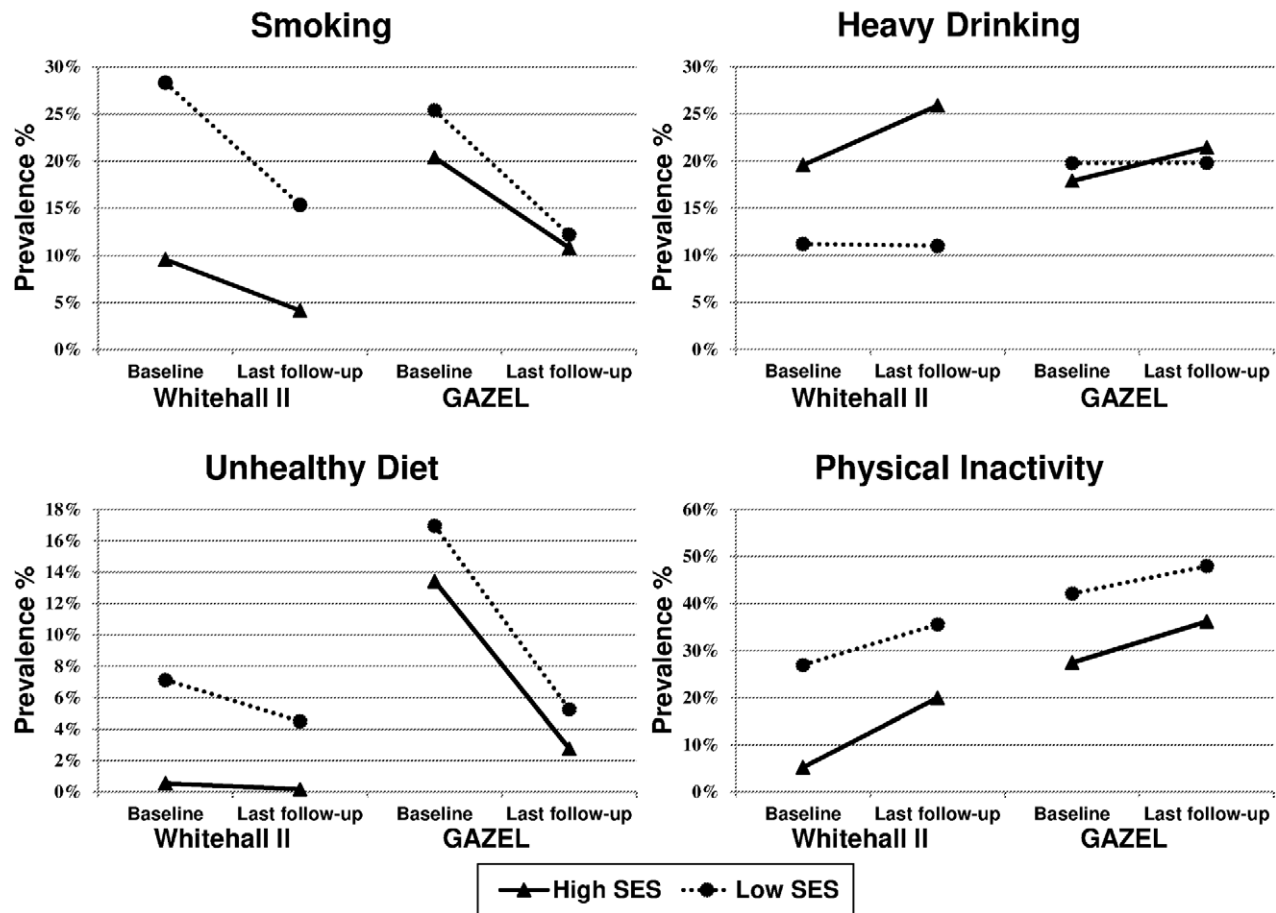 Smoking
Prevalence %
30%
25%
20%
15%
10%
5%
0%
Baseline Last follow-up Baseline Last follow-up
Whitehall II GAZEL
Heavy Drinking
Prevalence %
30%
25%
20%
15%
10%
5%
0%
Baseline Last follow-up Baseline Last follow-up
Whitehall II GAZEL
Unhealthy Diet
Prevalence %
18%
16%
14%
12%
10%
8%
6%
4%
2%
0%
Baseline Last follow-up Baseline Last follow-up
Whitehall II GAZEL
Physical Inactivity
Prevalence %
60%
50%
40%
30%
20%
10%
0%
Baseline Last follow-up Baseline Last follow-up
Whitehall II GAZEL
High SES Low SES